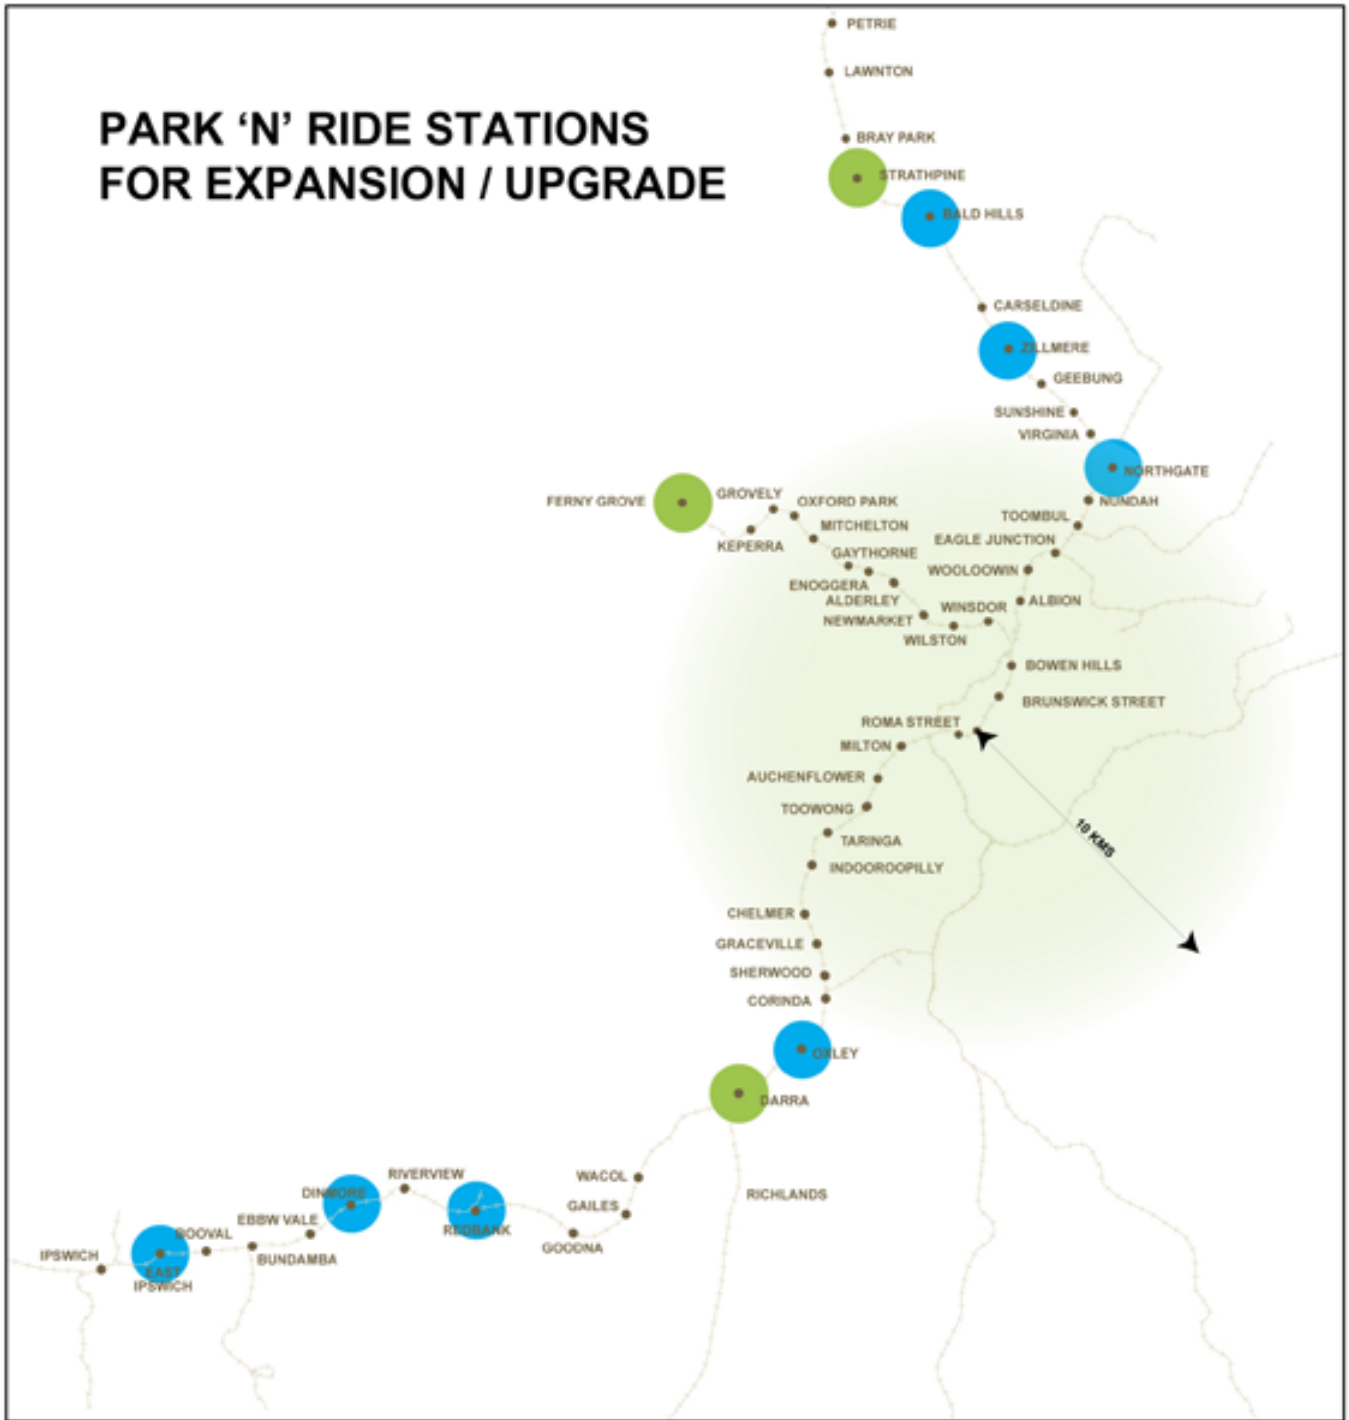 PARK ‘N’ RIDE STATIONS
FOR EXPANSION / UPGRADE
PETRIE
LAWNTON
BRAY PARK
STRATHPINE
BALD HILLS
CARSELDINE
ZILLMERE
GEEBUNG
SUNSHINE
VIRGINIA
NORTHGATE
NUNDAH
TOOMBUL
EAGLE JUNCTION
WOOLOOWIN
ALBION
FERNY GROVE
GROVELY
OXFORD PARK
KEPERRA
MITCHELTON
GAYTHORNE
ENOGGERA
ALDERLEY
NEWMARKET
WILSTON
WINSDOR
BOWEN HILLS
BRUNSWICK STREET
ROMA STREET
MILTON
AUCHENFLOWER
TOOWONG
TARINGA
INDOOROOPILLY
10 KMS
CHELMER
GRACEVILLE
SHERWOOD
CORINDA
OXLEY
DARRA
RICHLANDS
WACOL
GAILES
GOODNA
REDBANK
RIVERVIEW
DINMORE
EBBW VALE
BUNDAMBA
BOOVAL
EAST
IPSWICH
IPSWICH